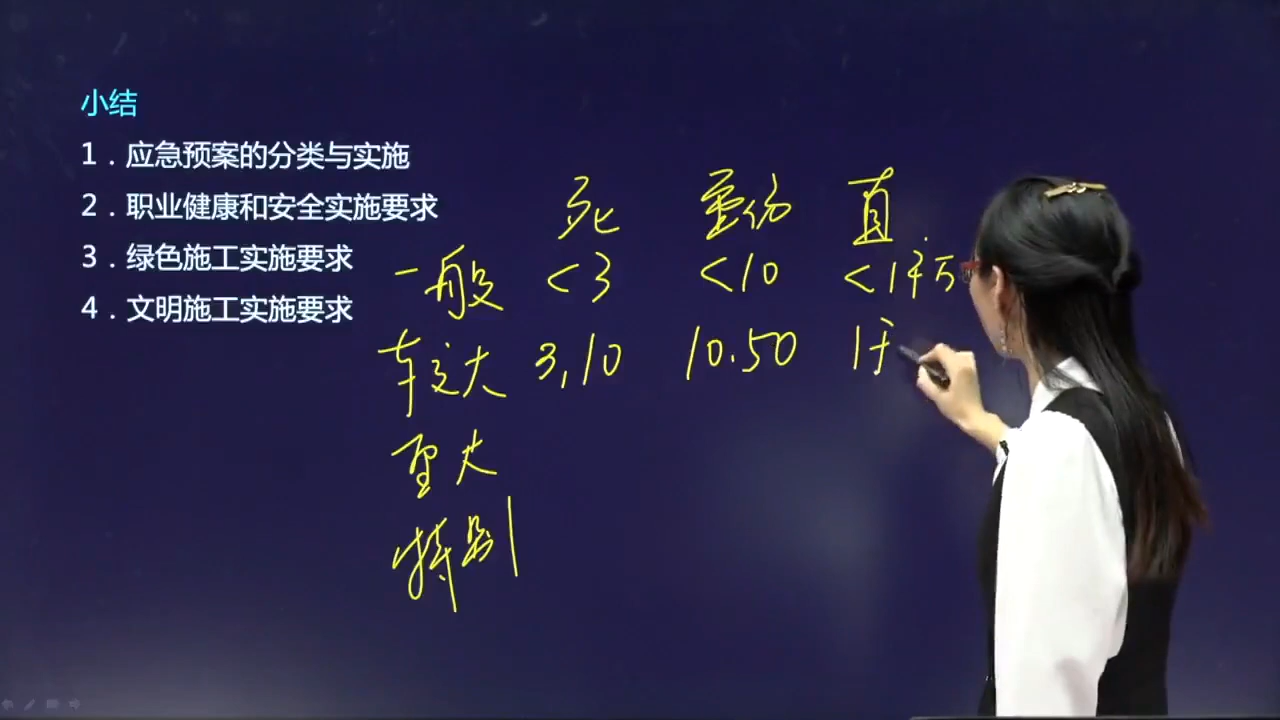 小结
1．应急预案的分类与实施
2．职业健康和安全实施要求
3．绿色施工实施要求
4．文明施工实施要求
死 重伤 直
一般 <3 <10 <1千万
较大 3,10 10.50 1千
重大
特别